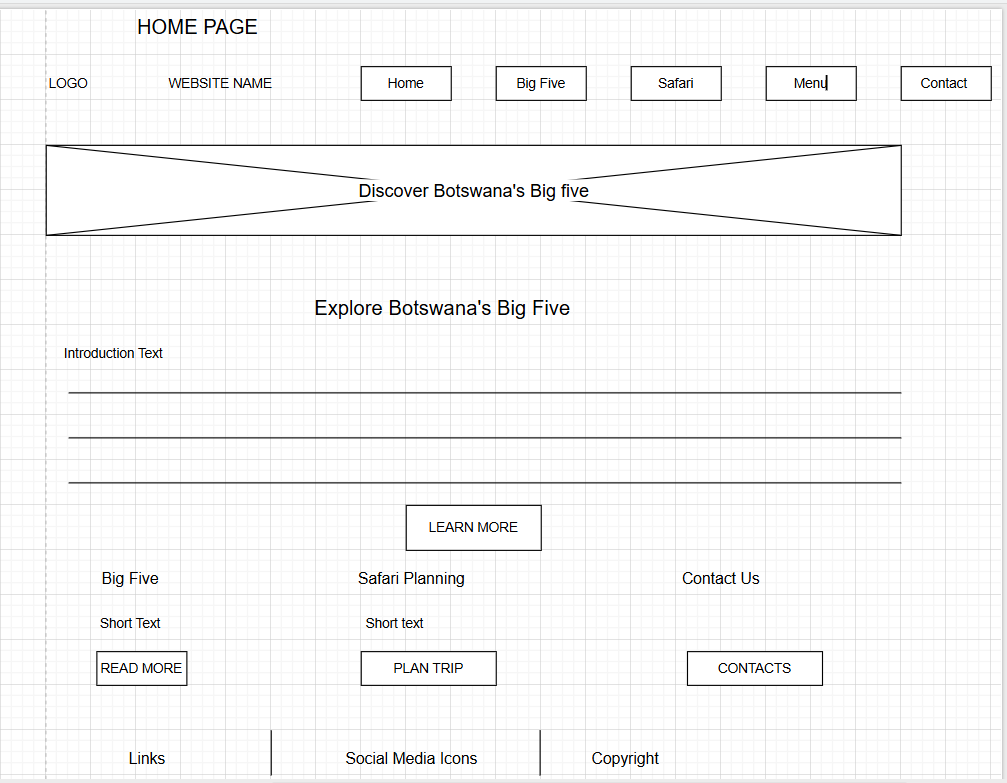 HOME PAGE
LOGO WEBSITE NAME Home Big Five Safari Menu Contact
Discover Botswana's Big five
Explore Botswana's Big Five
Introduction Text
LEARN MORE
Big Five Safari Planning Contact Us
Short Text Short text
READ MORE PLAN TRIP CONTACTS
Links Social Media Icons Copyright